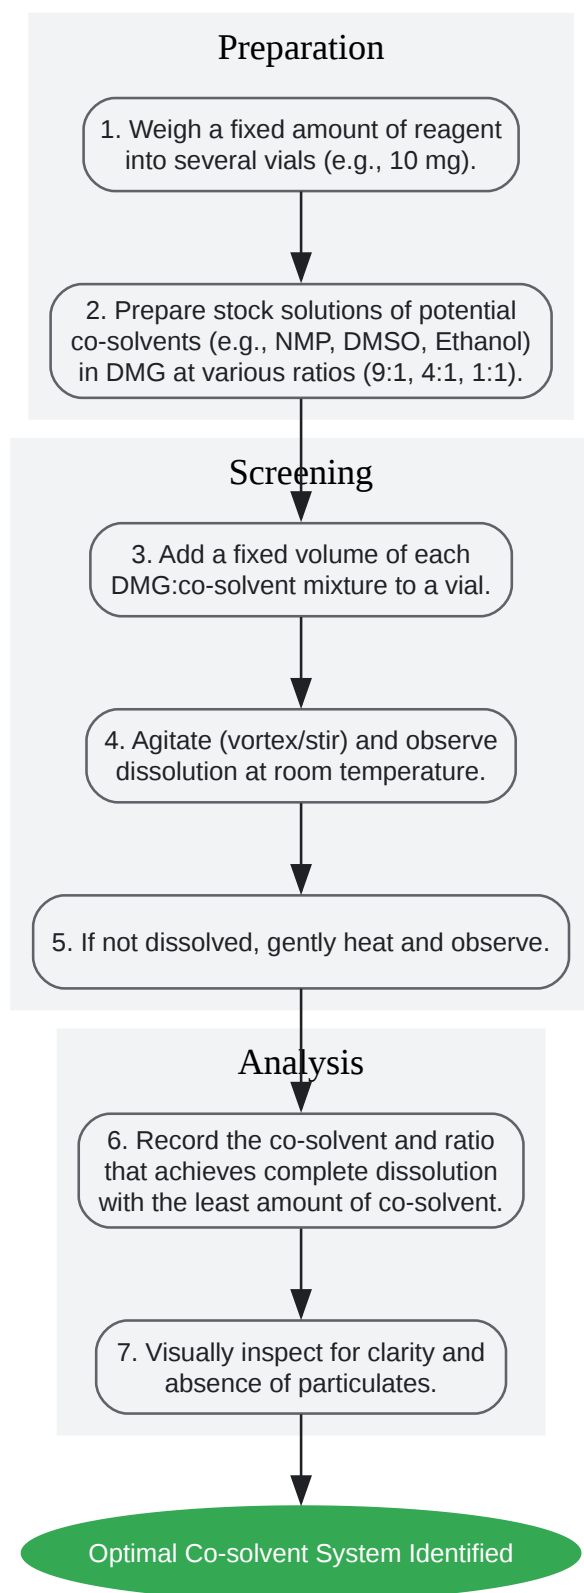 Preparation
1. Weigh a fixed amount of reagent
into several vials (e.g., 10 mg).
2. Prepare stock solutions of potential
co-solvents (e.g., NMP, DMSO, Ethanol)
in DMG at various ratios (9:1, 4:1, 1:1).
Screening
3. Add a fixed volume of each
DMG:co-solvent mixture to a vial.
4. Agitate (vortex/stir) and observe
dissolution at room temperature.
5. If not dissolved, gently heat and observe.
Analysis
6. Record the co-solvent and ratio
that achieves complete dissolution
with the least amount of co-solvent.
7. Visually inspect for clarity and
absence of particulates.
Optimal Co-solvent System Identified